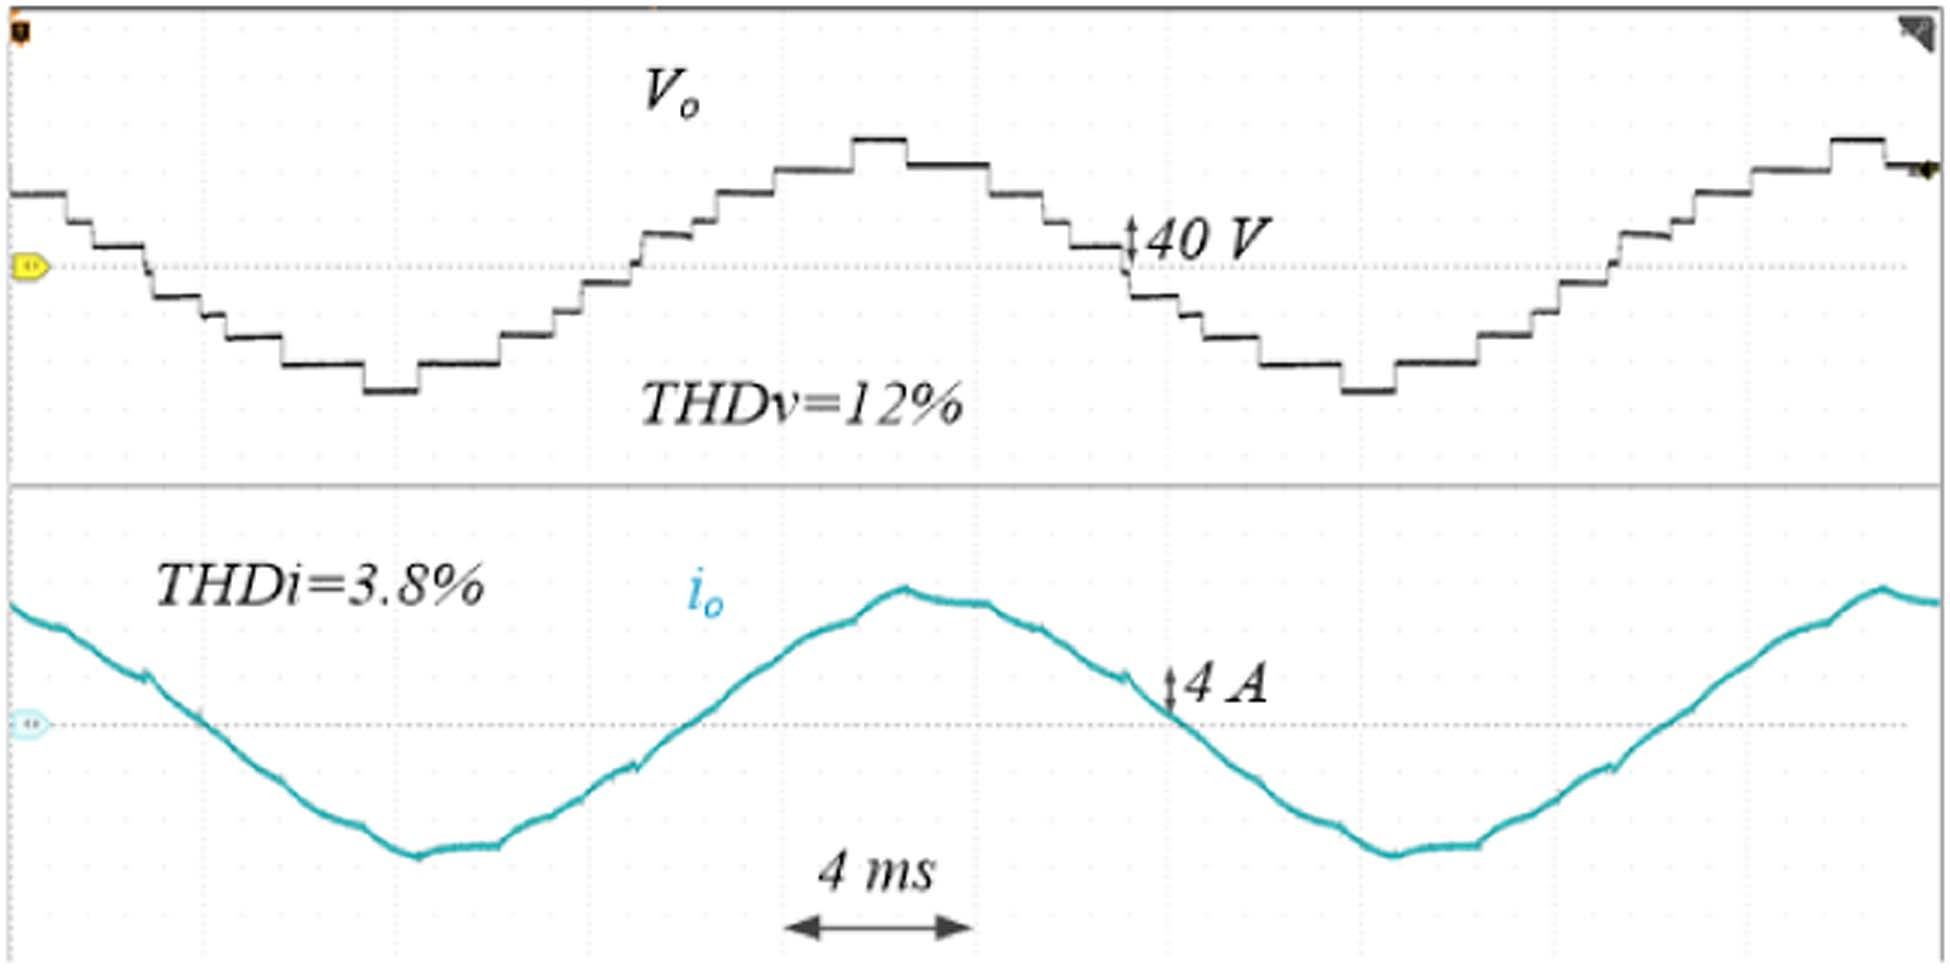 Vₒ
40 V
THDv=12%
THDi=3.8%
iₒ
4 A
4 ms